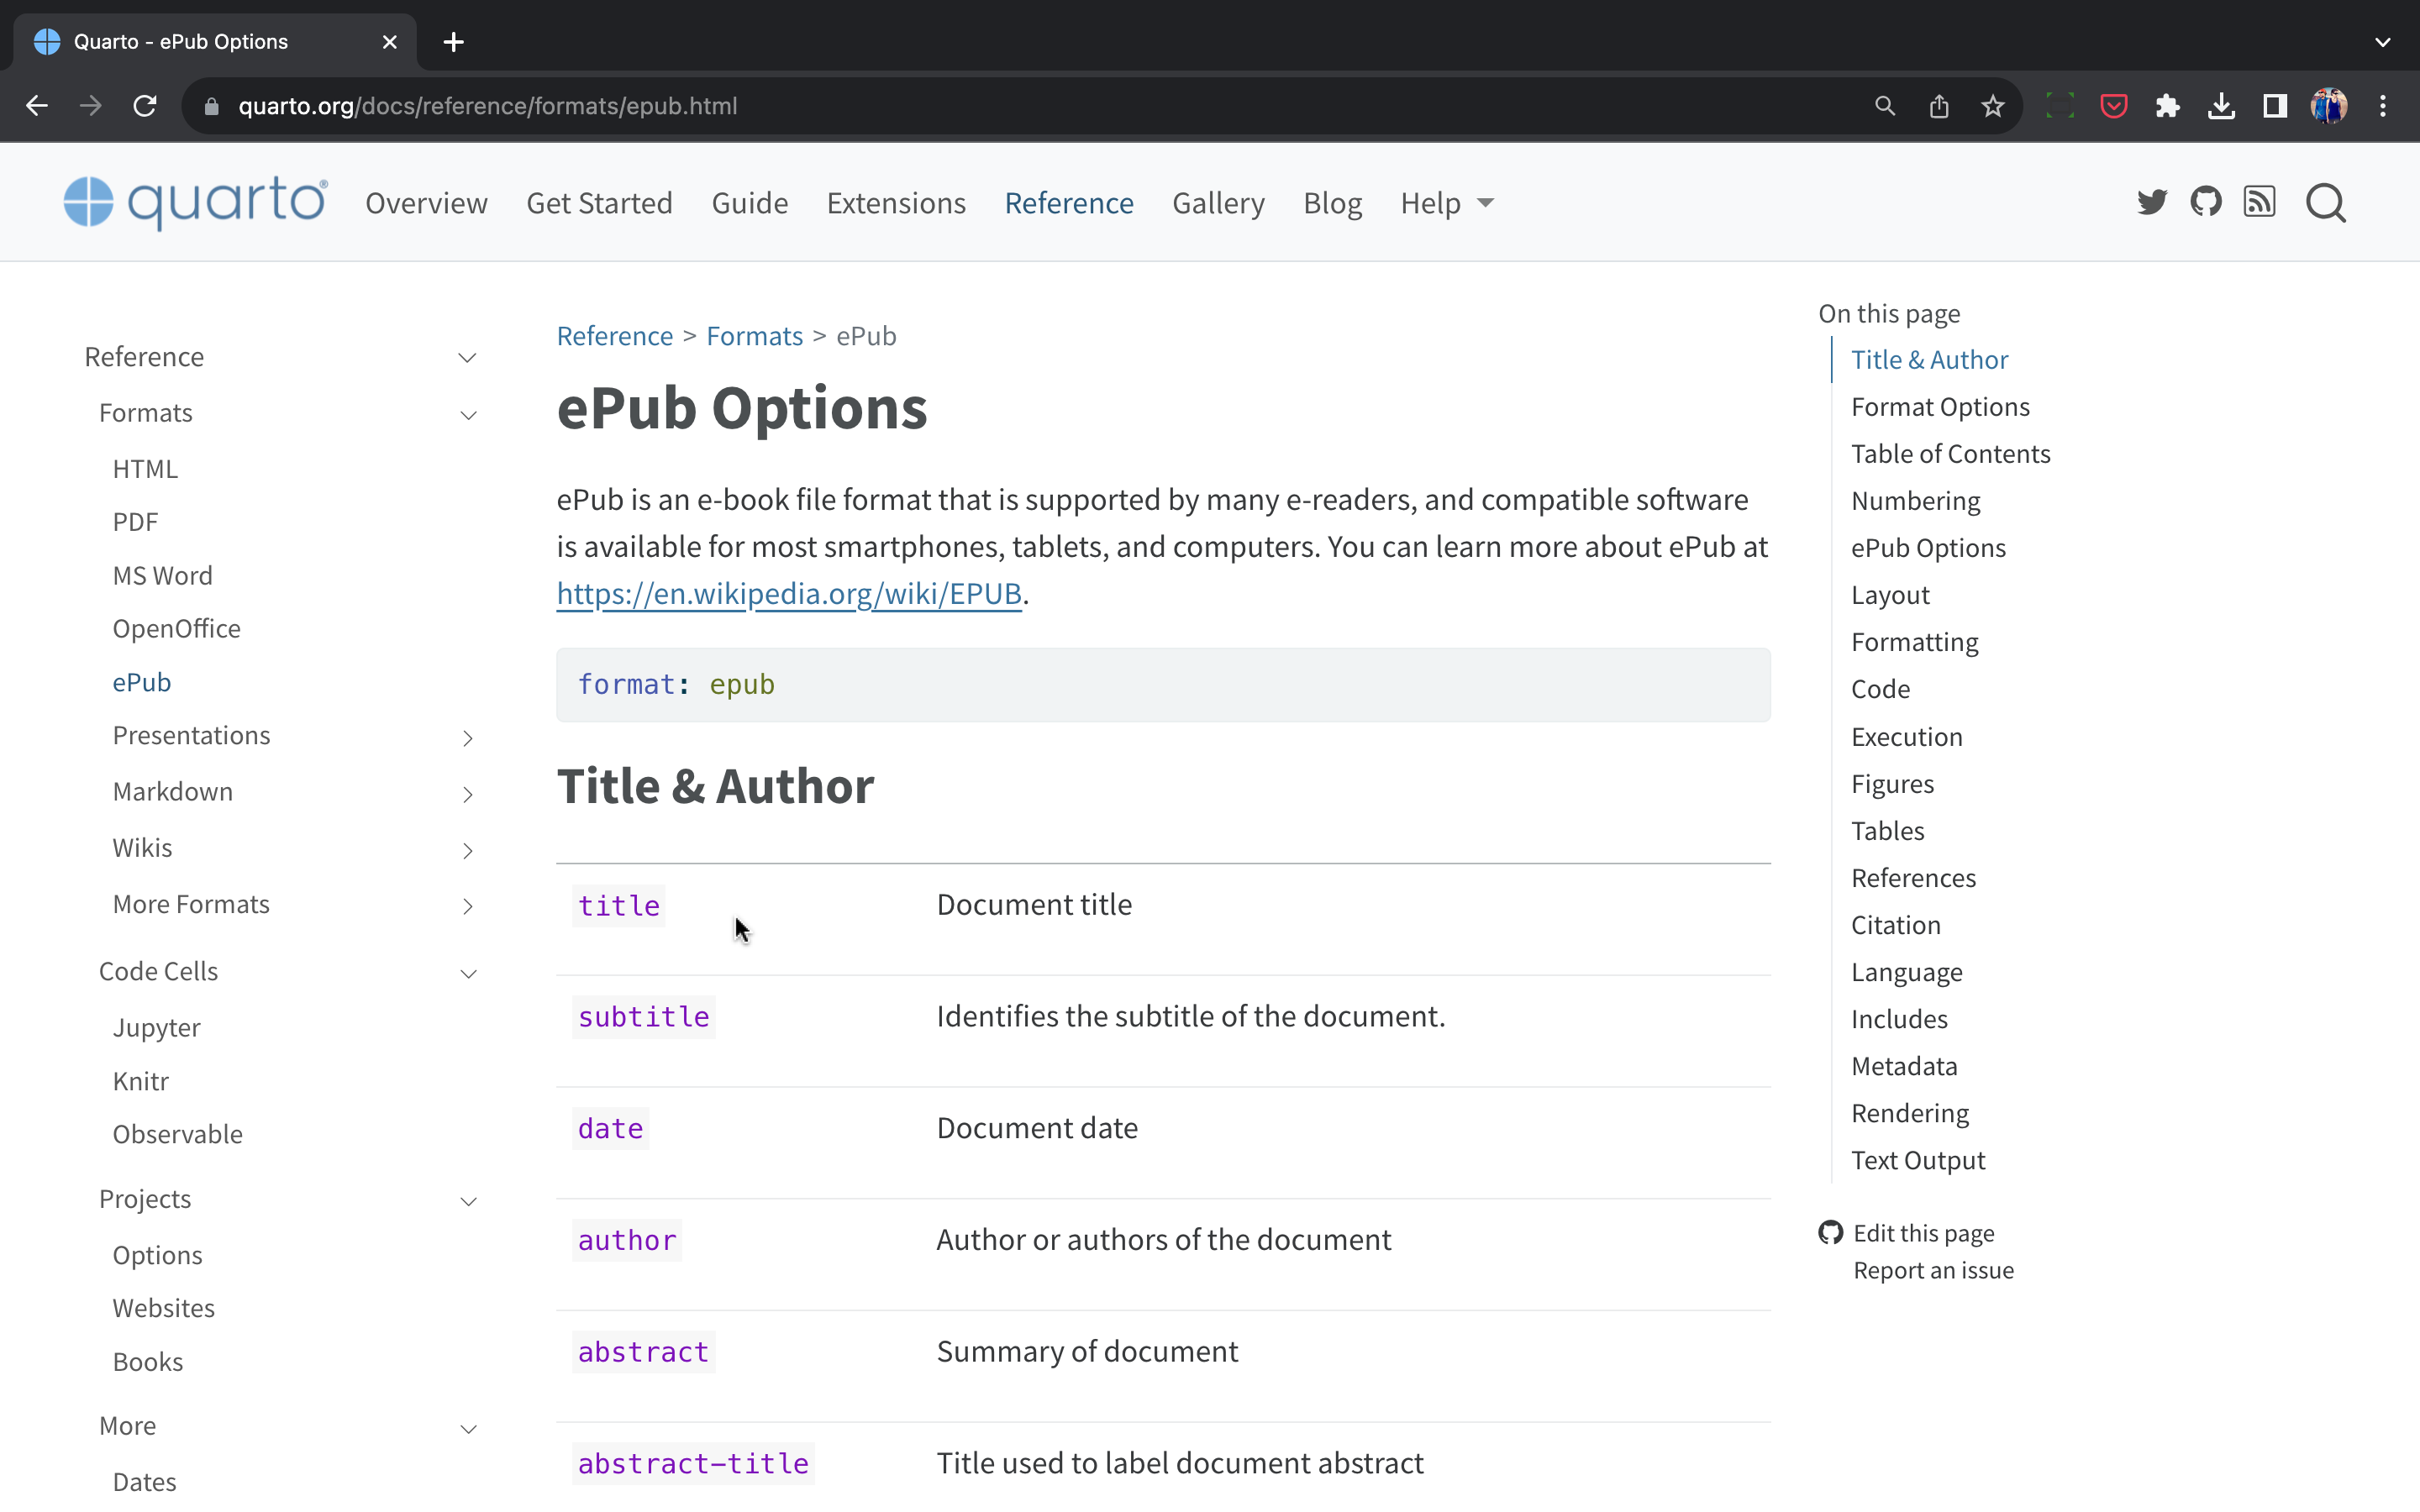 Quarto - ePub Options
quarto.org/docs/reference/formats/epub.html
quarto®
Overview
Get Started
Guide
Extensions
Reference
Gallery
Blog
Help
Reference
Formats
HTML
PDF
MS Word
OpenOffice
ePub
Presentations
Markdown
Wikis
More Formats
Code Cells
Jupyter
Knitr
Observable
Projects
Options
Websites
Books
More
Dates
Reference > Formats > ePub
ePub Options
ePub is an e-book file format that is supported by many e-readers, and compatible software
is available for most smartphones, tablets, and computers. You can learn more about ePub at
https://en.wikipedia.org/wiki/EPUB.
format: epub
Title & Author
title Document title
subtitle Identifies the subtitle of the document.
date Document date
author Author or authors of the document
abstract Summary of document
abstract-title Title used to label document abstract
On this page
Title & Author
Format Options
Table of Contents
Numbering
ePub Options
Layout
Formatting
Code
Execution
Figures
Tables
References
Citation
Language
Includes
Metadata
Rendering
Text Output
Edit this page
Report an issue